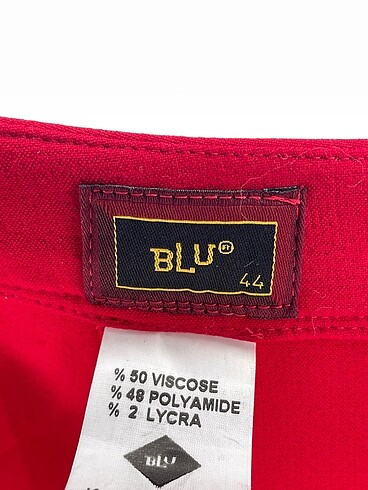 BLU
44
% 50 VISCOSE
% 48 POLYAMIDE
% 2 LYCRA
BLU